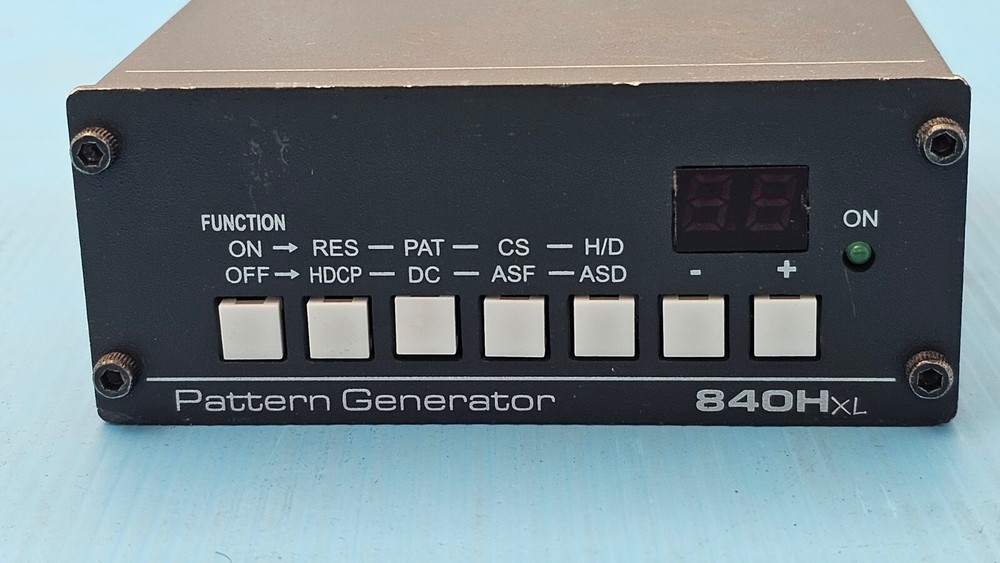 FUNCTION
ON → RES — PAT — CS — H/D
OFF → HDCP — DC — ASF — ASD
- +
ON
Pattern Generator 840HXL